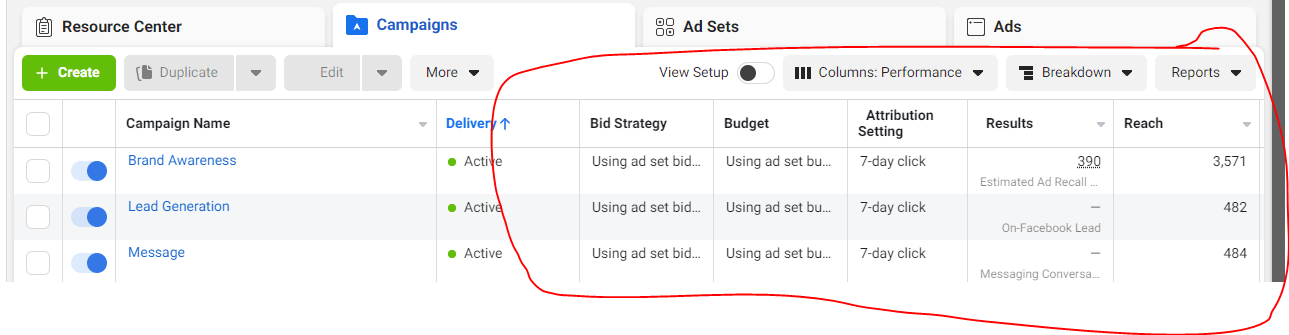 Resource Center Campaigns Ad Sets Ads
+ Create Duplicate Edit More View Setup Columns: Performance Breakdown Reports
Campaign Name Delivery ↑ Bid Strategy Budget Attribution Setting Results Reach
Brand Awareness Active Using ad set bid... Using ad set bu... 7-day click 390 3,571
Estimated Ad Recall ...
Lead Generation Active Using ad set bid... Using ad set bu... 7-day click — 482
On-Facebook Lead
Message Active Using ad set bid... Using ad set bu... 7-day click — 484
Messaging Conversa...